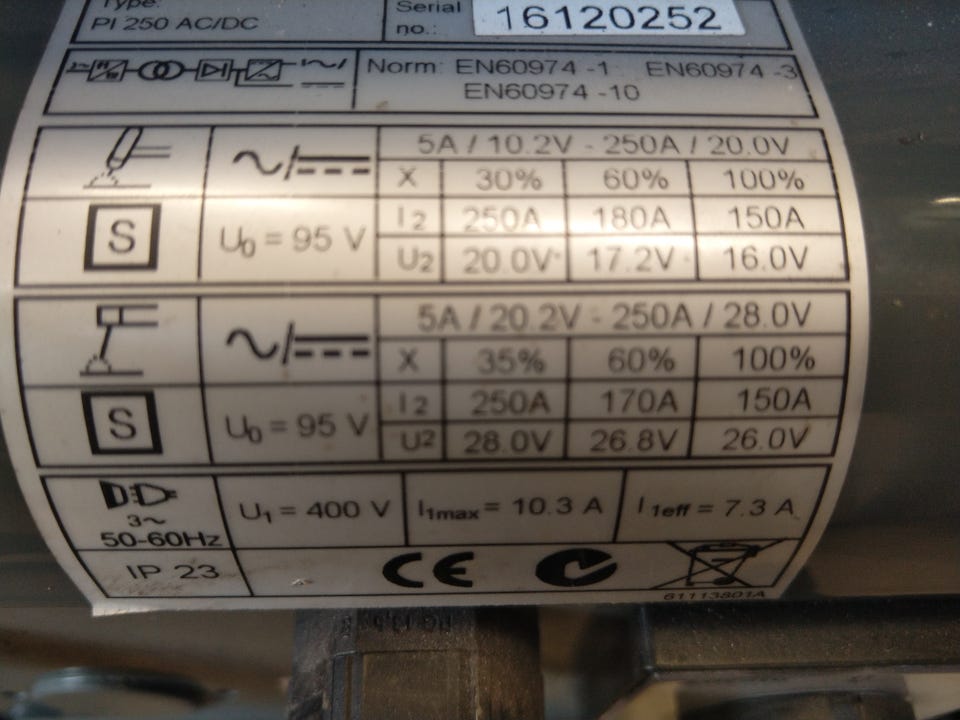 Type:
PI 250 AC/DC
Serial
no.:
16120252
Norm: EN60974 -1 EN60974 -3
EN60974 -10
5A / 10.2V - 250A / 20.0V
X 30% 60% 100%
S
U0 = 95 V
I2 250A 180A 150A
U2 20.0V 17.2V 16.0V
5A / 20.2V - 250A / 28.0V
X 35% 60% 100%
S
U0 = 95 V
I2 250A 170A 150A
U2 28.0V 26.8V 26.0V
3~
50-60Hz
U1 = 400 V
I1max = 10.3 A
I1eff = 7.3 A
IP 23
CE
61113801A